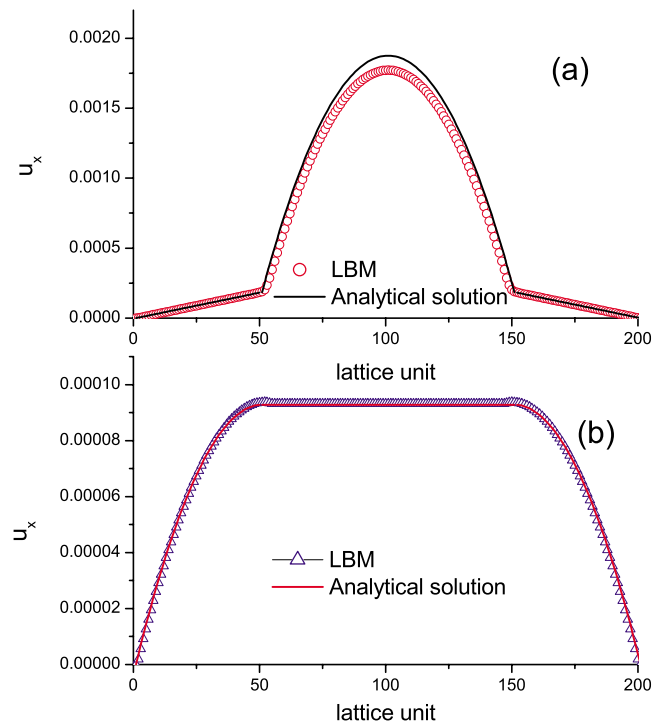 0.0020
(a)
0.0015
u_x
0.0010
0.0005
LBM
Analytical solution
0.0000
0 50 100 150 200
lattice unit
0.00010
(b)
0.00008
0.00006
u_x
0.00004
LBM
Analytical solution
0.00002
0.00000
0 50 100 150 200
lattice unit